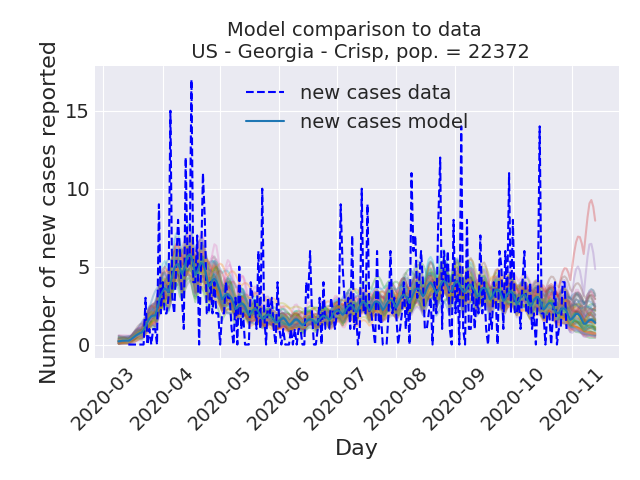 Model comparison to data
US - Georgia - Crisp, pop. = 22372
Number of new cases reported
15
10
5
0
new cases data
new cases model
2020-03
2020-04
2020-05
2020-06
2020-07
2020-08
2020-09
2020-10
2020-11
Day